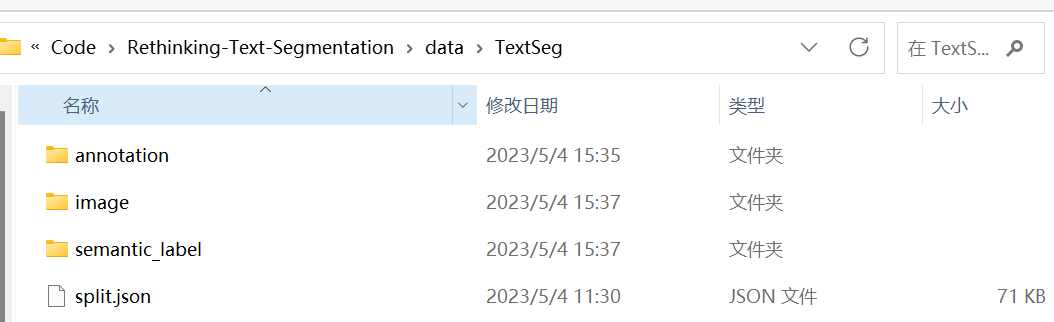 « Code > Rethinking-Text-Segmentation > data > TextSeg 在 TextS...
名称 修改日期 类型 大小
annotation 2023/5/4 15:35 文件夹
image 2023/5/4 15:37 文件夹
semantic_label 2023/5/4 15:37 文件夹
split.json 2023/5/4 11:30 JSON 文件 71 KB